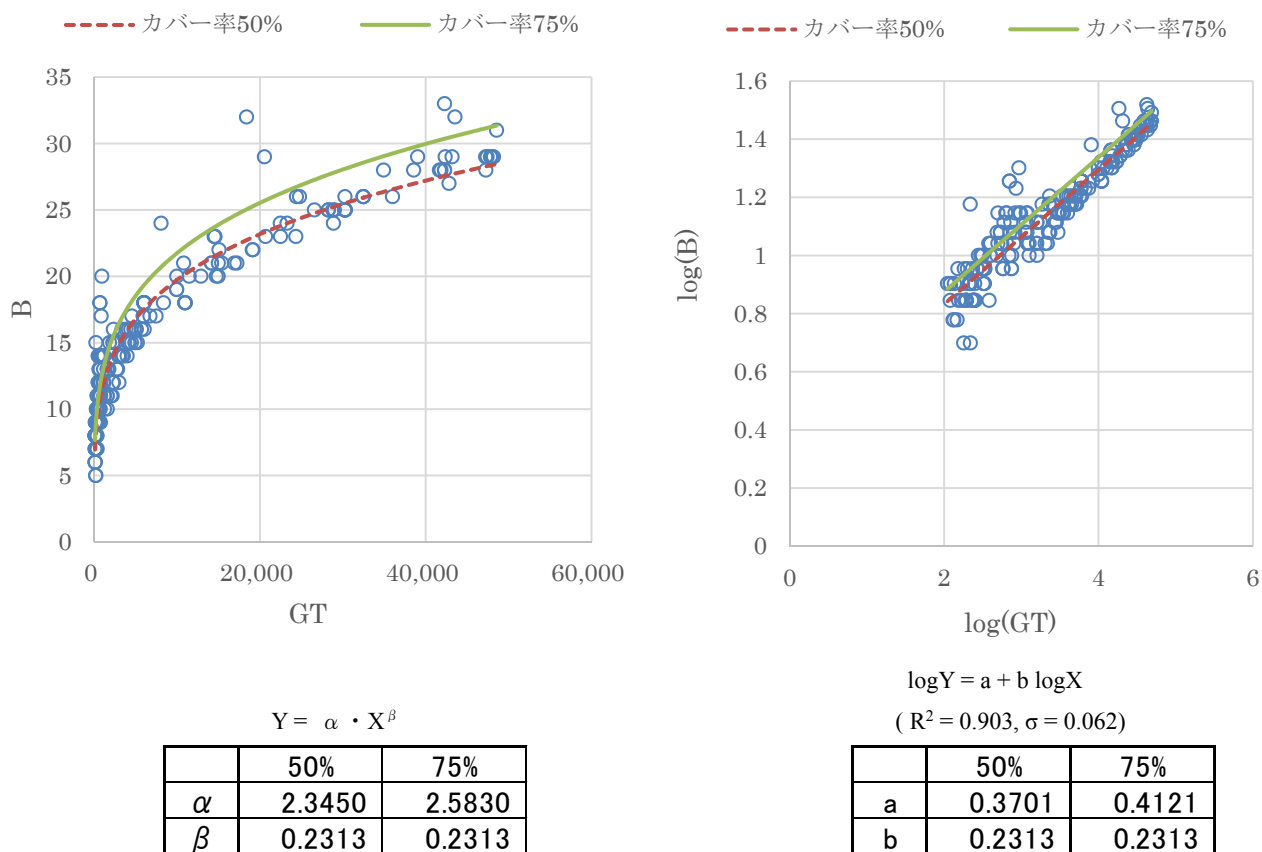 カバー率50% カバー率75%
35
30
25
20
15
10
5
0
B
0 20,000 40,000 60,000
GT
カバー率50% カバー率75%
1.6
1.4
1.2
1
0.8
0.6
0.4
0.2
0
log(B)
0 2 4 6
log(GT)
Y = α ・X^β
50% 75%
α 2.3450 2.5830
β 0.2313 0.2313
logY = a + b logX
( R² = 0.903, σ = 0.062)
50% 75%
a 0.3701 0.4121
b 0.2313 0.2313